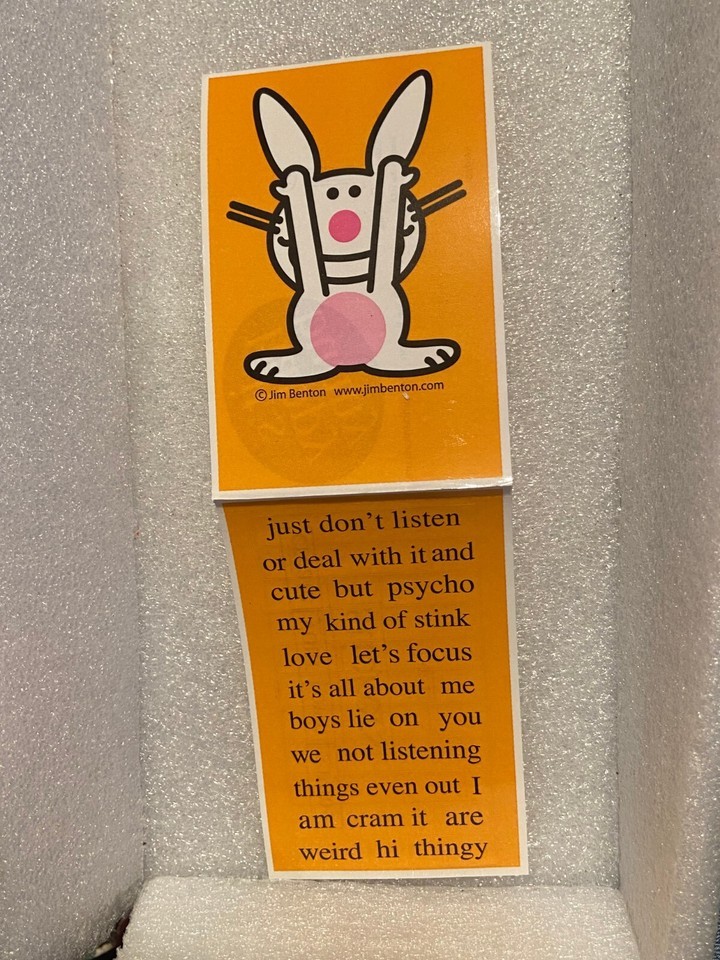 © Jim Benton www.jimbenton.com
just don't listen
or deal with it and
cute but psycho
my kind of stink
love let's focus
it's all about me
boys lie on you
we not listening
things even out I
am cram it are
weird hi thingy